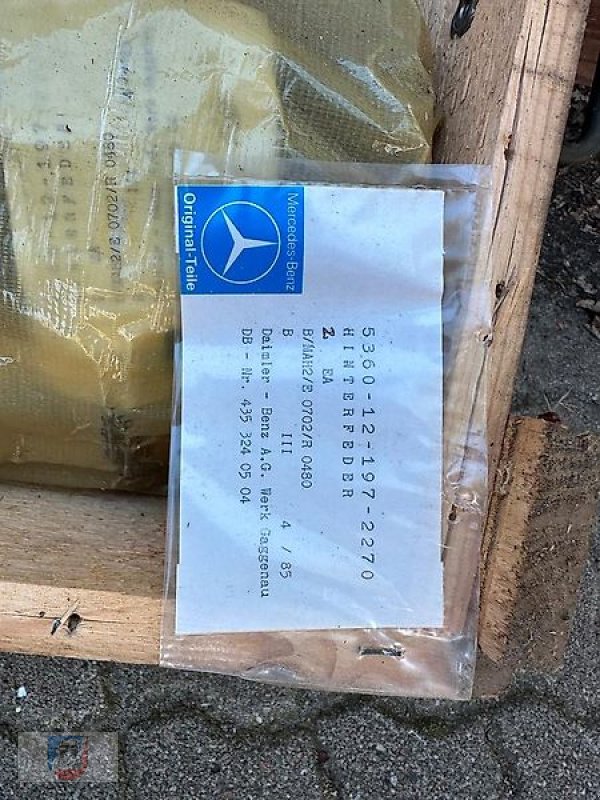 Mercedes-Benz
Original-Teile
5360-12-197-2270
HINTERFEDER
2 EA
B/MAH2/E 0702/R 0480
B III 4 / 85
Daimler - Benz A.G. Werk Gaggenau
DB - Nr. 435 324 05 04